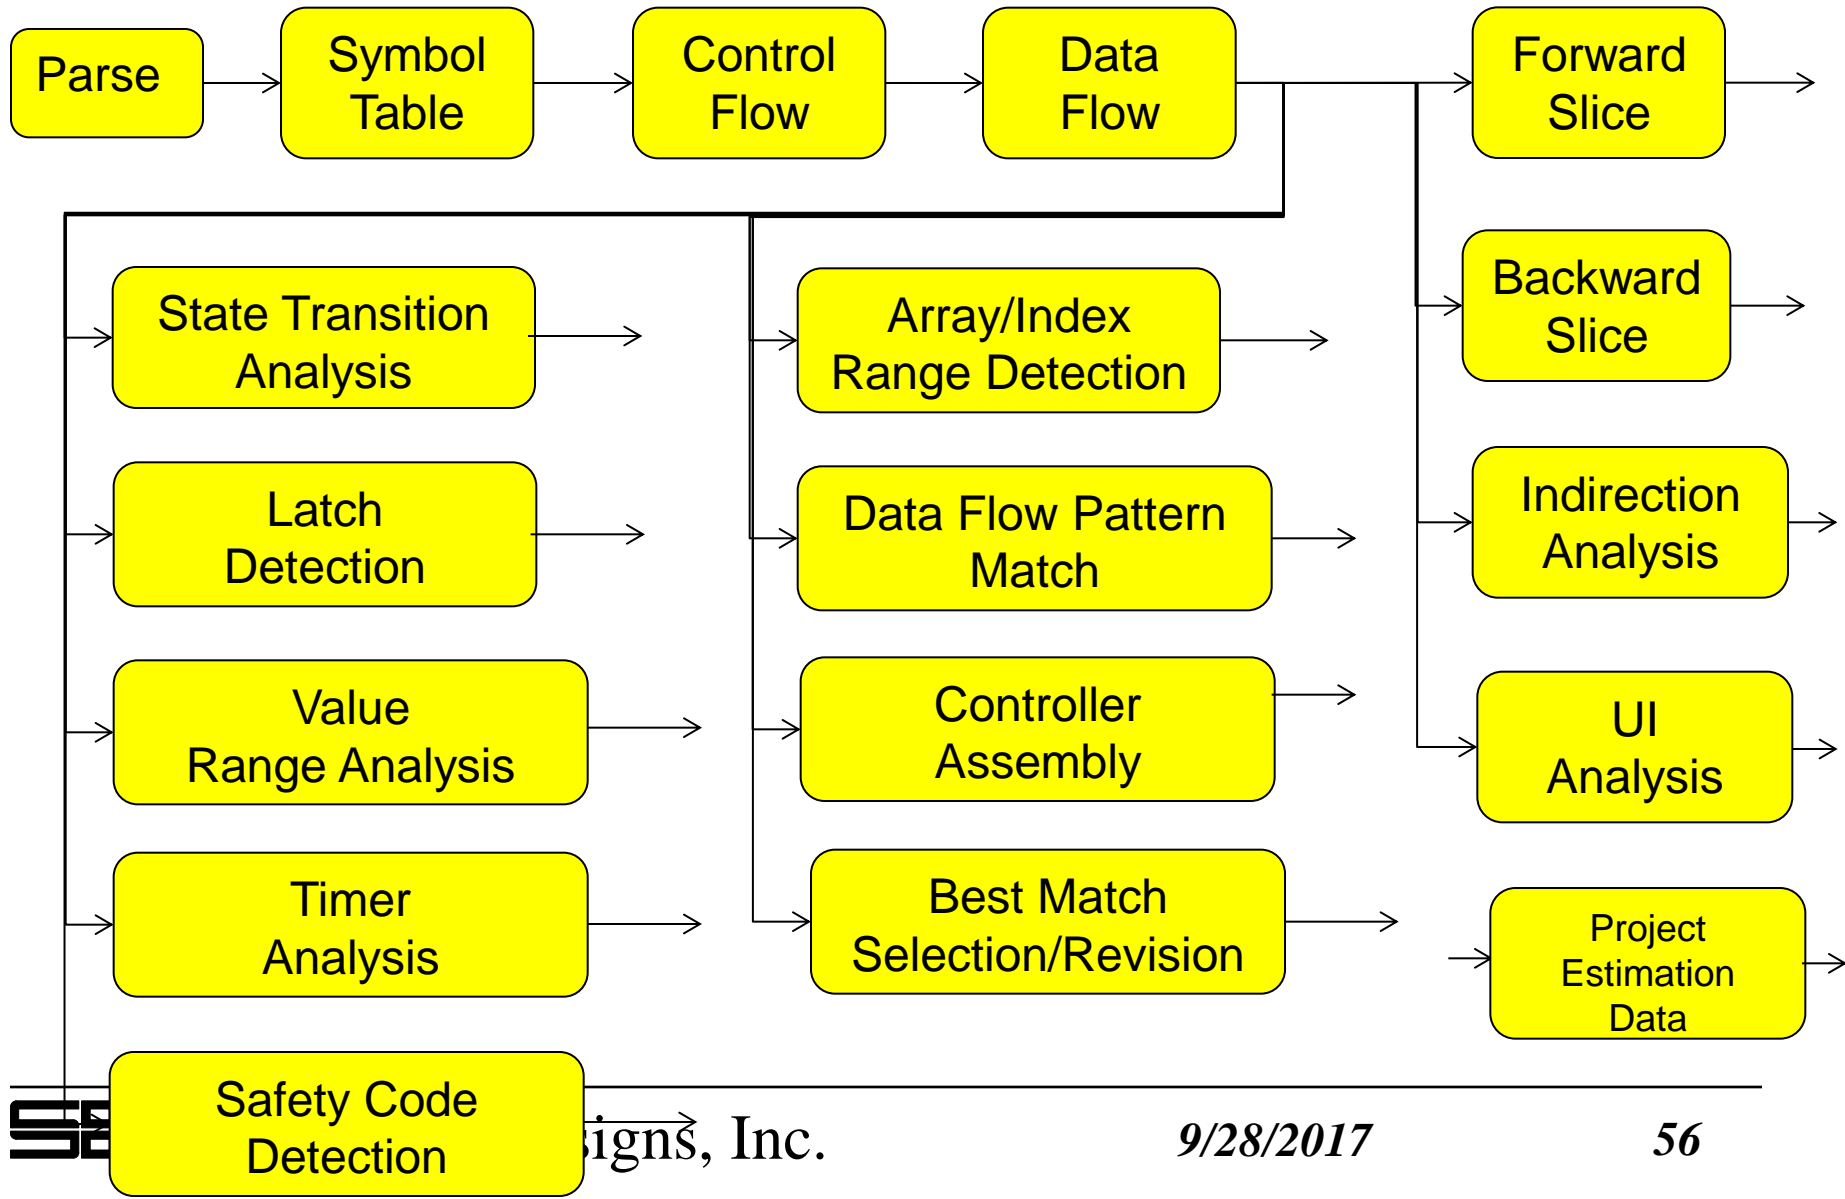 Parse
Symbol
Table
Control
Flow
Data
Flow
Forward
Slice
Backward
Slice
State Transition
Analysis
Array/Index
Range Detection
Latch
Detection
Data Flow Pattern
Match
Indirection
Analysis
Value
Range Analysis
Controller
Assembly
UI
Analysis
Timer
Analysis
Best Match
Selection/Revision
Project
Estimation
Data
Safety Code
Detection
Inc.
9/28/2017
56